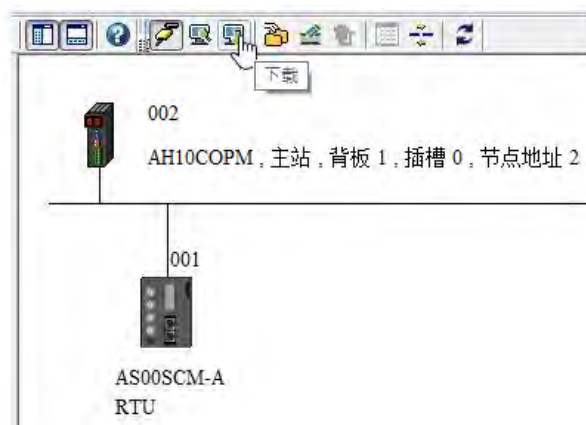 下载
002
AH10COPM , 主站 , 背板 1 , 插槽 0 , 节点地址 2
001
AS00SCM-A
RTU